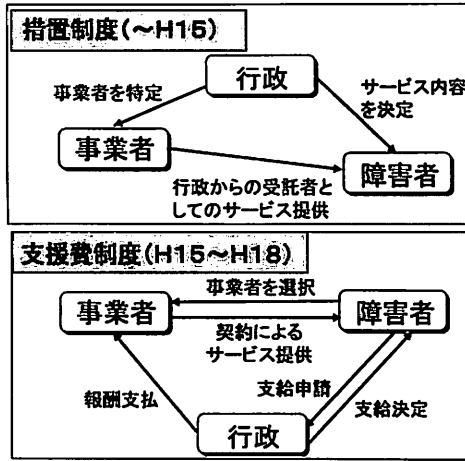 措置制度(～H15)
行政
事業者を特定
サービス内容
を決定
事業者
障害者
行政からの受託者と
してのサービス提供
支援費制度(H15～H18)
事業者を選択
事業者
障害者
契約による
サービス提供
支給申請
報酬支払
支給決定
行政